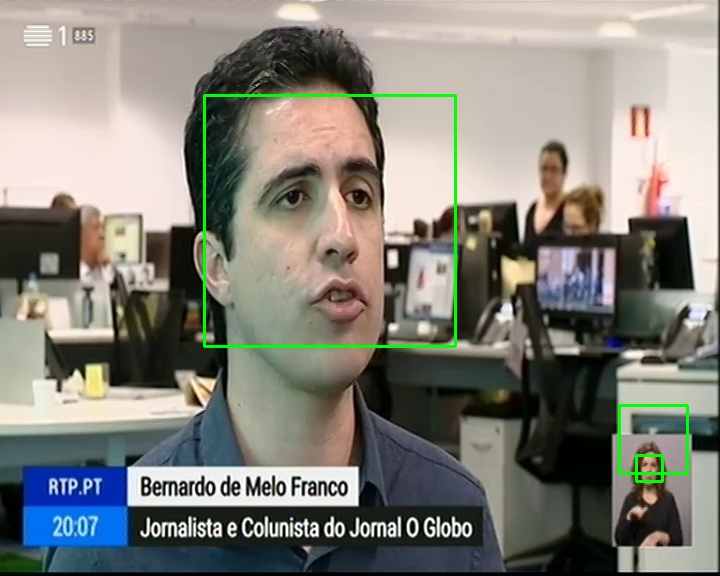 1 885
RTP.PT
Bernardo de Melo Franco
20:07
Jornalista e Colunista do Jornal O Globo